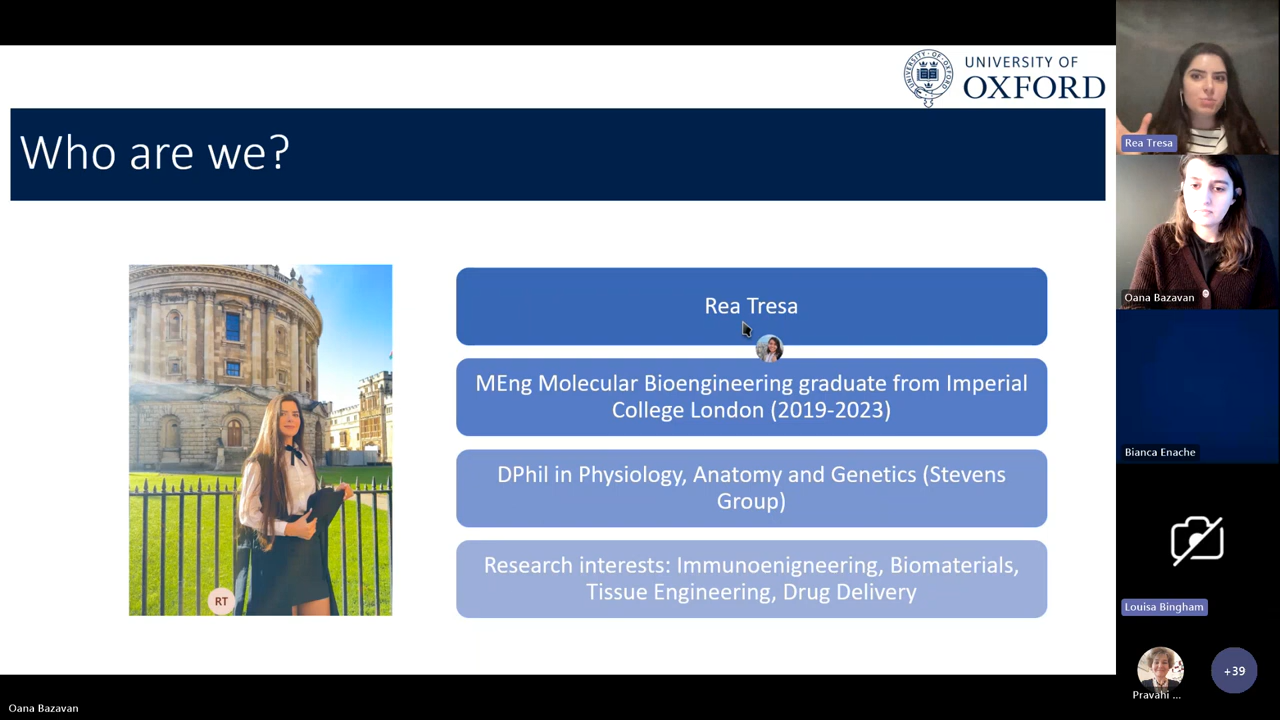 UNIVERSITY OF
OXFORD
Who are we?
Rea Tresa
MEng Molecular Bioengineering graduate from Imperial
College London (2019-2023)
DPhil in Physiology, Anatomy and Genetics (Stevens
Group)
Research interests: Immunoenigneering, Biomaterials,
Tissue Engineering, Drug Delivery
RT
Rea Tresa
Oana Bazavan
Bianca Enache
Louisa Bingham
Pravahi ...
+39
Oana Bazavan